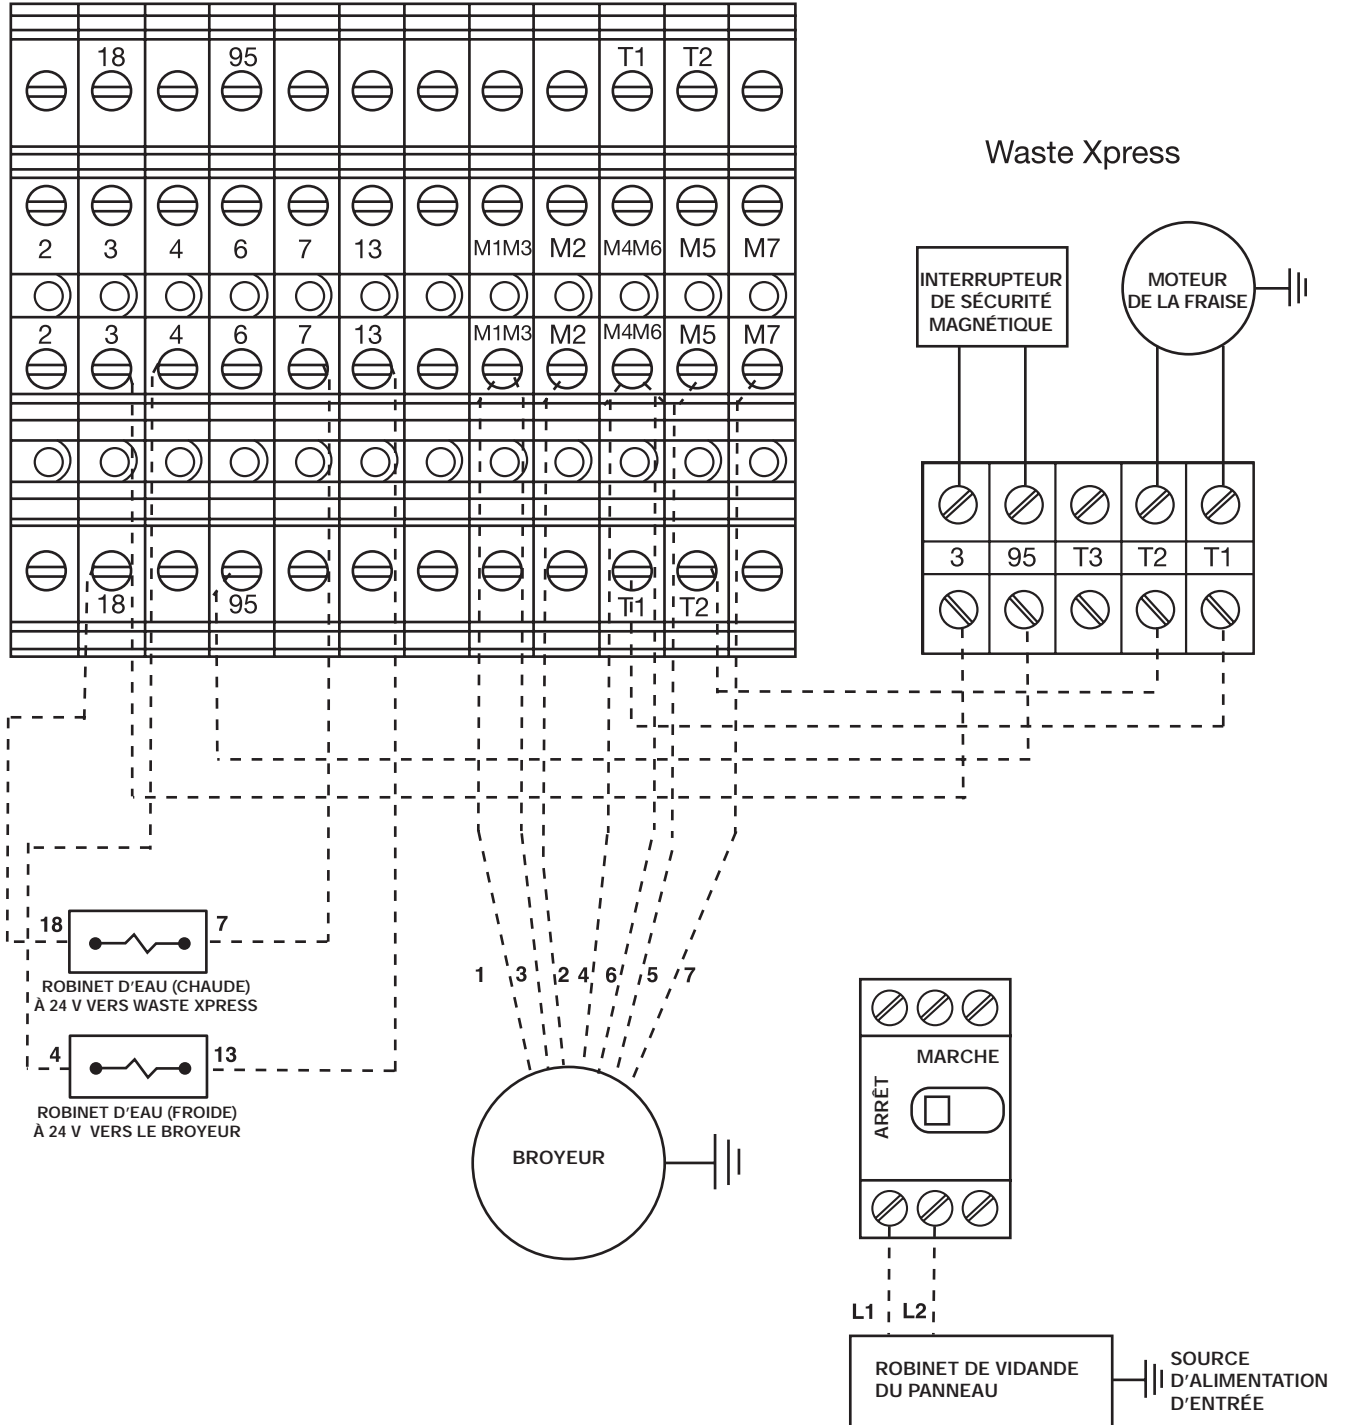 18 95 T1 T2
Waste Xpress
2 3 4 6 7 13 M1M3 M2 M4M6 M5 M7
2 3 4 6 7 13 M1M3 M2 M4M6 M5 M7
INTERRUPTEUR
DE SÉCURITÉ
MAGNÉTIQUE
MOTEUR
DE LA FRAISE
3 95 T3 T2 T1
18 95 T1 T2
18 7
ROBINET D'EAU (CHAUDE)
À 24 V VERS WASTE XPRESS
4 13
ROBINET D'EAU (FROIDE)
À 24 V VERS LE BROYEUR
1 3 2 4 6 5 7
BROYEUR
MARCHE
ARRÊT
L1 L2
ROBINET DE VIDANDE
DU PANNEAU
SOURCE
D'ALIMENTATION
D'ENTRÉE